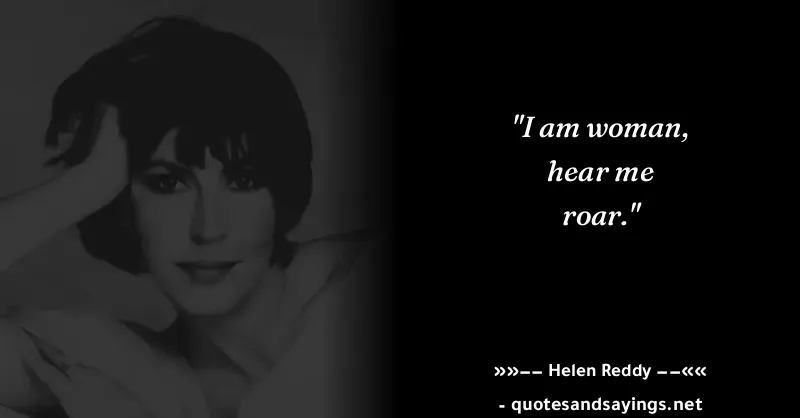 "I am woman,
hear me
roar."
»»−− Helen Reddy −−««
- quotesandsayings.net